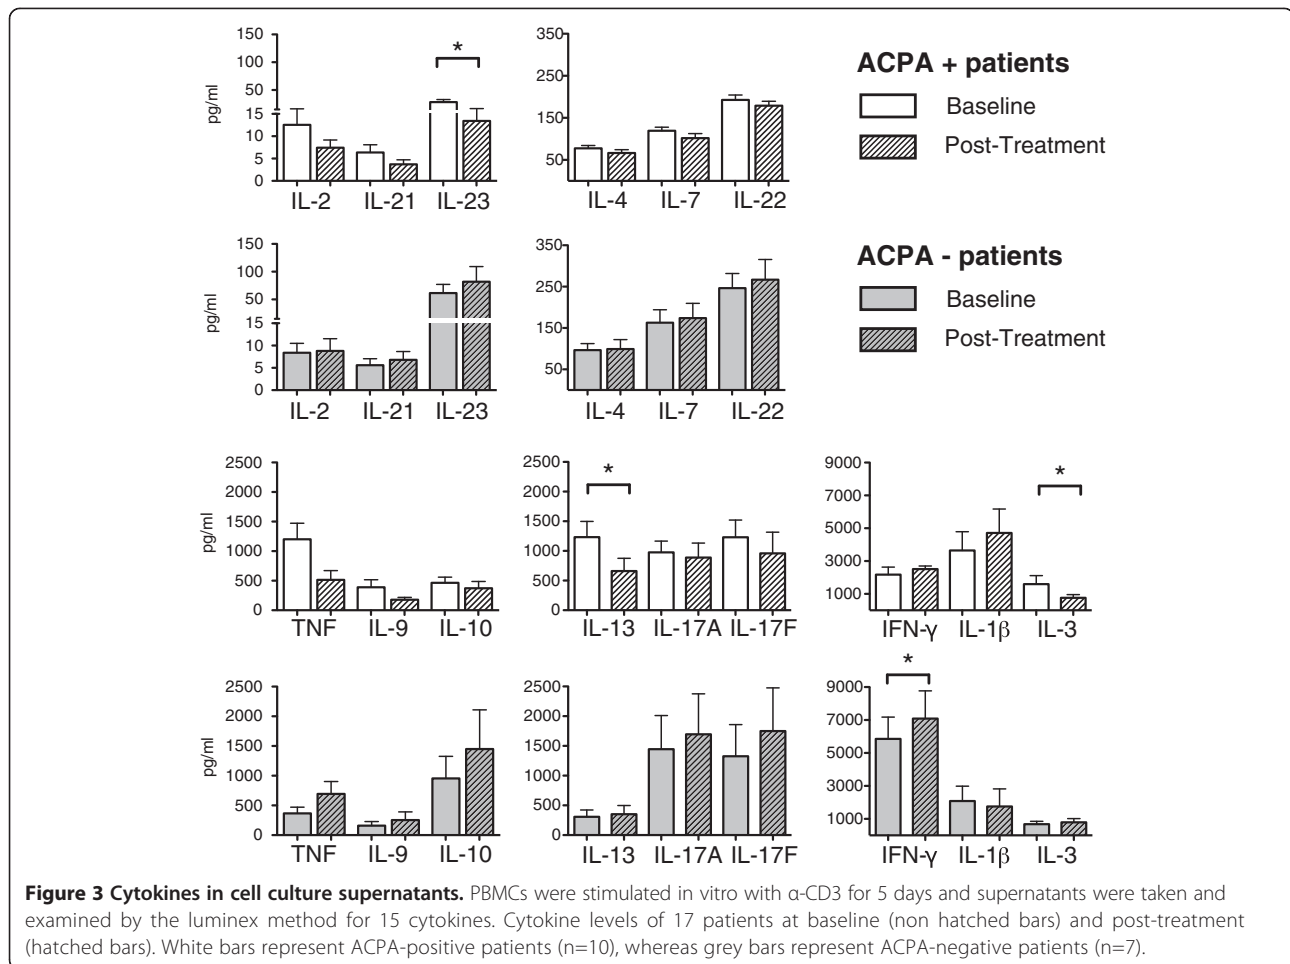 150
100
50
15
10
5
0
pg/ml
*
IL-2 IL-21 IL-23
350
250
150
50
IL-4 IL-7 IL-22
ACPA + patients
Baseline
Post-Treatment
150
100
50
15
10
5
0
pg/ml
IL-2 IL-21 IL-23
350
250
150
50
IL-4 IL-7 IL-22
ACPA - patients
Baseline
Post-Treatment
2500
2000
1500
1000
500
0
pg/ml
TNF IL-9 IL-10
2500
2000
1500
1000
500
0
*
IL-13 IL-17A IL-17F
9000
7000
5000
3000
1000
*
IFN-γ IL-1β IL-3
2500
2000
1500
1000
500
0
pg/ml
TNF IL-9 IL-10
2500
2000
1500
1000
500
0
IL-13 IL-17A IL-17F
9000
7000
5000
3000
1000
*
IFN-γ IL-1β IL-3
Figure 3 Cytokines in cell culture supernatants. PBMCs were stimulated in vitro with α-CD3 for 5 days and supernatants were taken and
examined by the luminex method for 15 cytokines. Cytokine levels of 17 patients at baseline (non hatched bars) and post-treatment
(hatched bars). White bars represent ACPA-positive patients (n=10), whereas grey bars represent ACPA-negative patients (n=7).